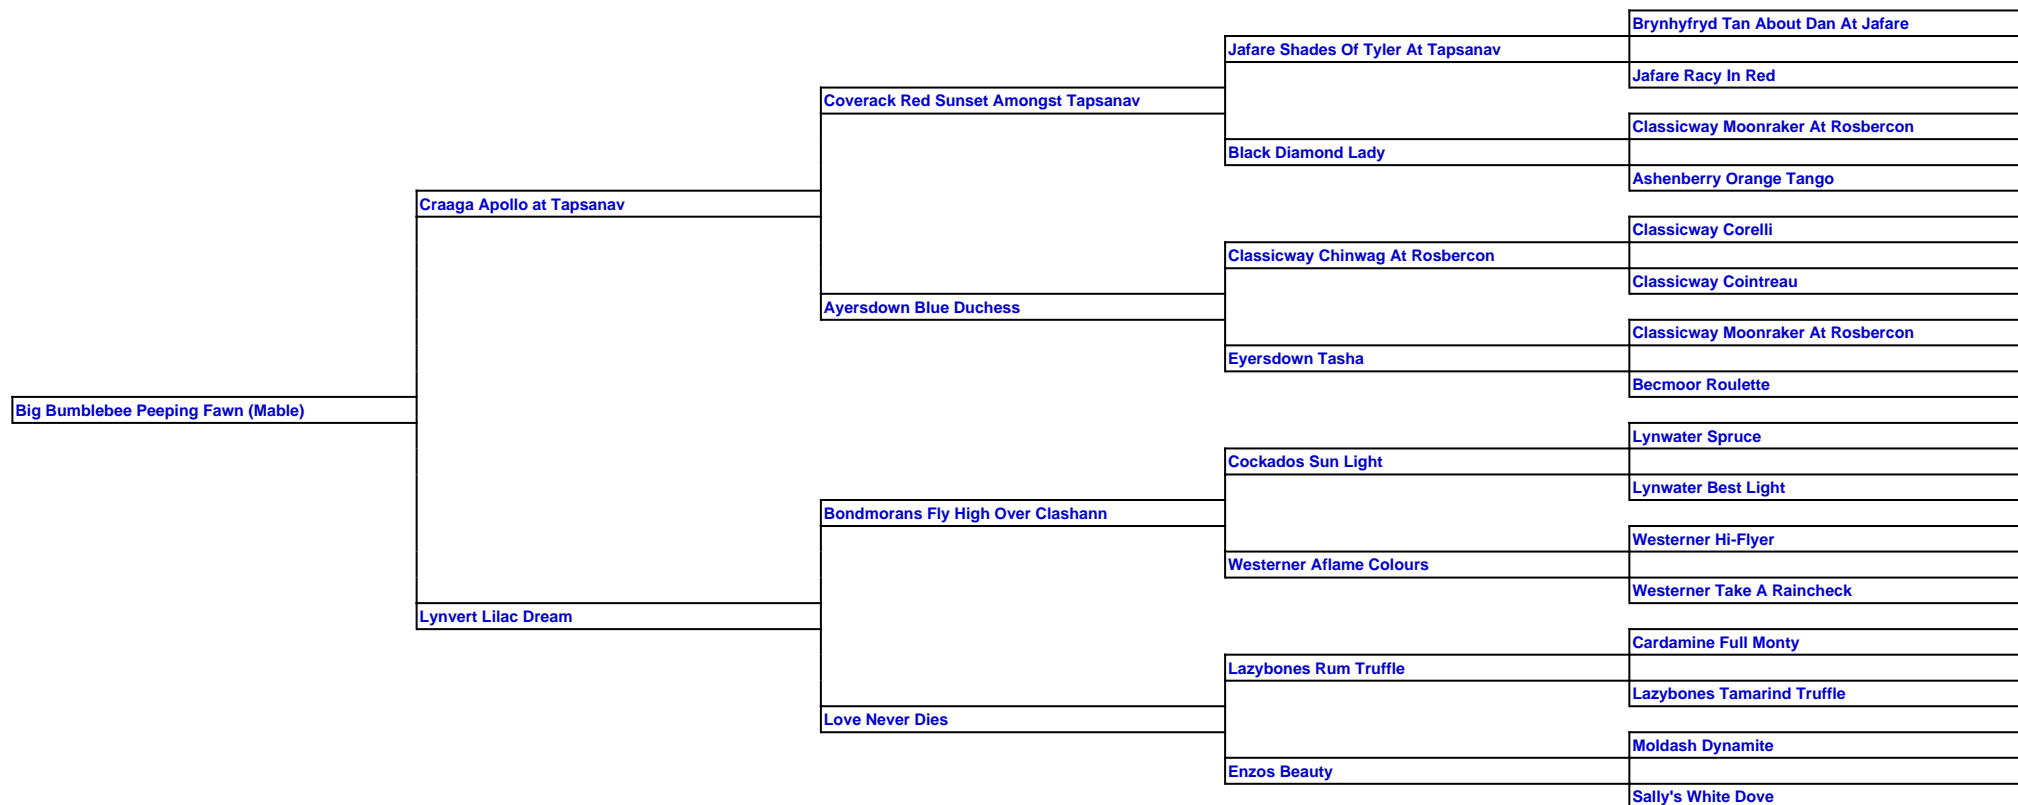 Brynhyfryd Tan About Dan At Jafare
Jafare Shades Of Tyler At Tapsanav
Jafare Racy In Red
Coverack Red Sunset Amongst Tapsanav
Classicway Moonraker At Rosbercon
Black Diamond Lady
Ashenberry Orange Tango
Craaga Apollo at Tapsanav
Classicway Corelli
Classicway Chinwag At Rosbercon
Classicway Cointreau
Ayersdown Blue Duchess
Classicway Moonraker At Rosbercon
Eyersdown Tasha
Becmoor Roulette
Big Bumblebee Peeping Fawn (Mable)
Lynwater Spruce
Cockados Sun Light
Lynwater Best Light
Bondmorans Fly High Over Clashann
Westerner Hi-Flyer
Westerner Aflame Colours
Westerner Take A Raincheck
Lynvert Lilac Dream
Cardamine Full Monty
Lazybones Rum Truffle
Lazybones Tamarind Truffle
Love Never Dies
Moldash Dynamite
Enzos Beauty
Sally's White Dove